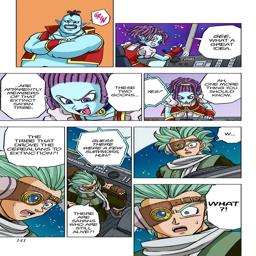 GEE,
WHAT A
GREAT
IDEA.
AH,
ONE MORE
THING YOU
SHOULD
KNOW.
YES?
THESE
TWO
GOONS...
...ARE
APPARENTLY
MEMBERS
OF THAT
EXTINCT
SAIYAN
TRIBE.
W...
GUESS
THERE
WERE A FEW
SURVIVORS,
HUH?
THE
TRIBE THAT
DROVE THE
CEREALIANS TO
EXTINCTION?!
WHAT
?!
THERE ARE
SAIYANS
WHO ARE
STILL
ALIVE?!
141